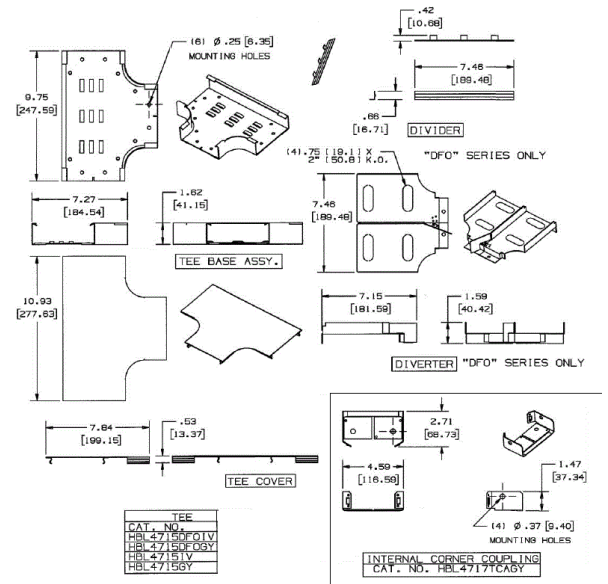 (6) Ø .25 [6.35]
MOUNTING HOLES
9.75
[247.59]
7.27
[184.54]
1.62
[41.15]
TEE BASE ASSY.
10.93
[277.63]
7.84
[199.15]
.53
[13.37]
TEE COVER
TEE
CAT. NO.
HBL4715DFOIV
HBL4715DFOGY
HBL4715IV
HBL4715GY
.42
[10.68]
7.46
[189.48]
.66
[16.71]
DIVIDER
"DFO" SERIES ONLY
(4).75 (19.1) X
2" (50.8) K.O.
7.46
[189.48]
7.15
[181.59]
1.59
[40.42]
DIVERTER "DFO" SERIES ONLY
2.71
[68.73]
4.59
[116.59]
1.47
[37.34]
(4) Ø .37 [9.40]
MOUNTING HOLES
INTERNAL CORNER COUPLING
CAT. NO. HBL4717TCAGY